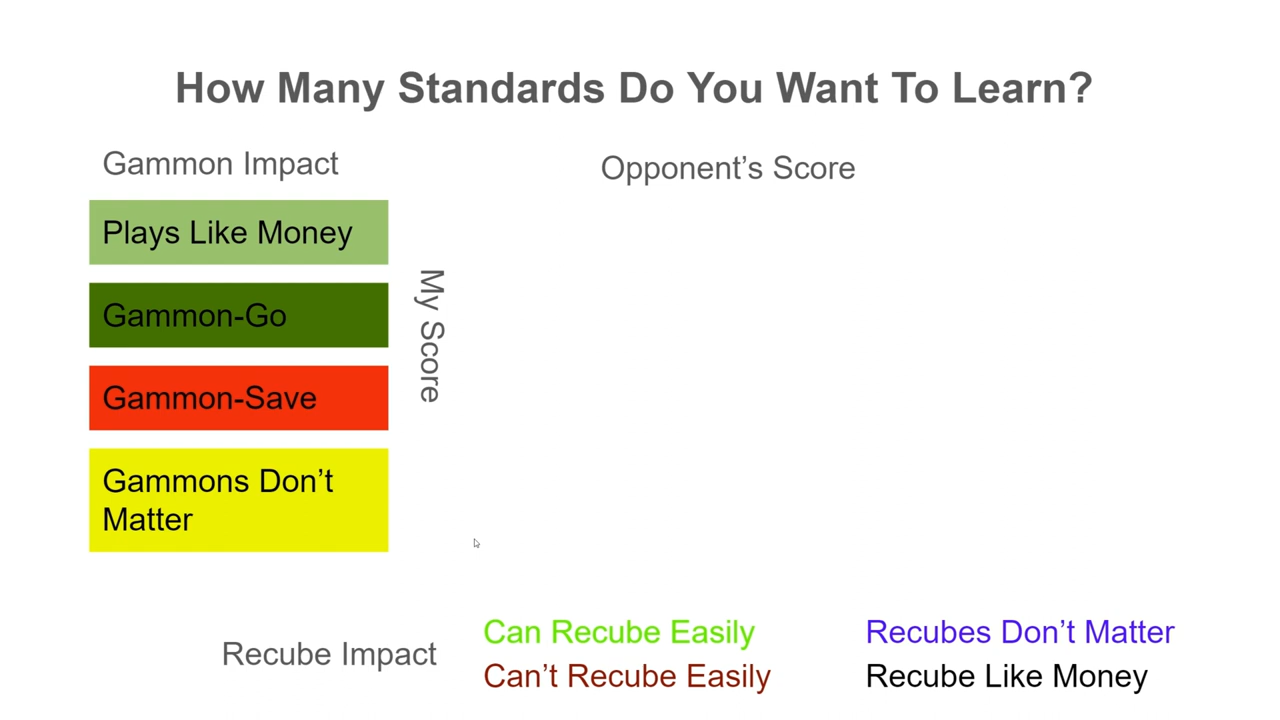 How Many Standards Do You Want To Learn?
Gammon Impact
Opponent’s Score
Plays Like Money
Gammon-Go
My Score
Gammon-Save
Gammons Don’t
Matter
Recube Impact
Can Recube Easily
Can’t Recube Easily
Recubes Don’t Matter
Recube Like Money